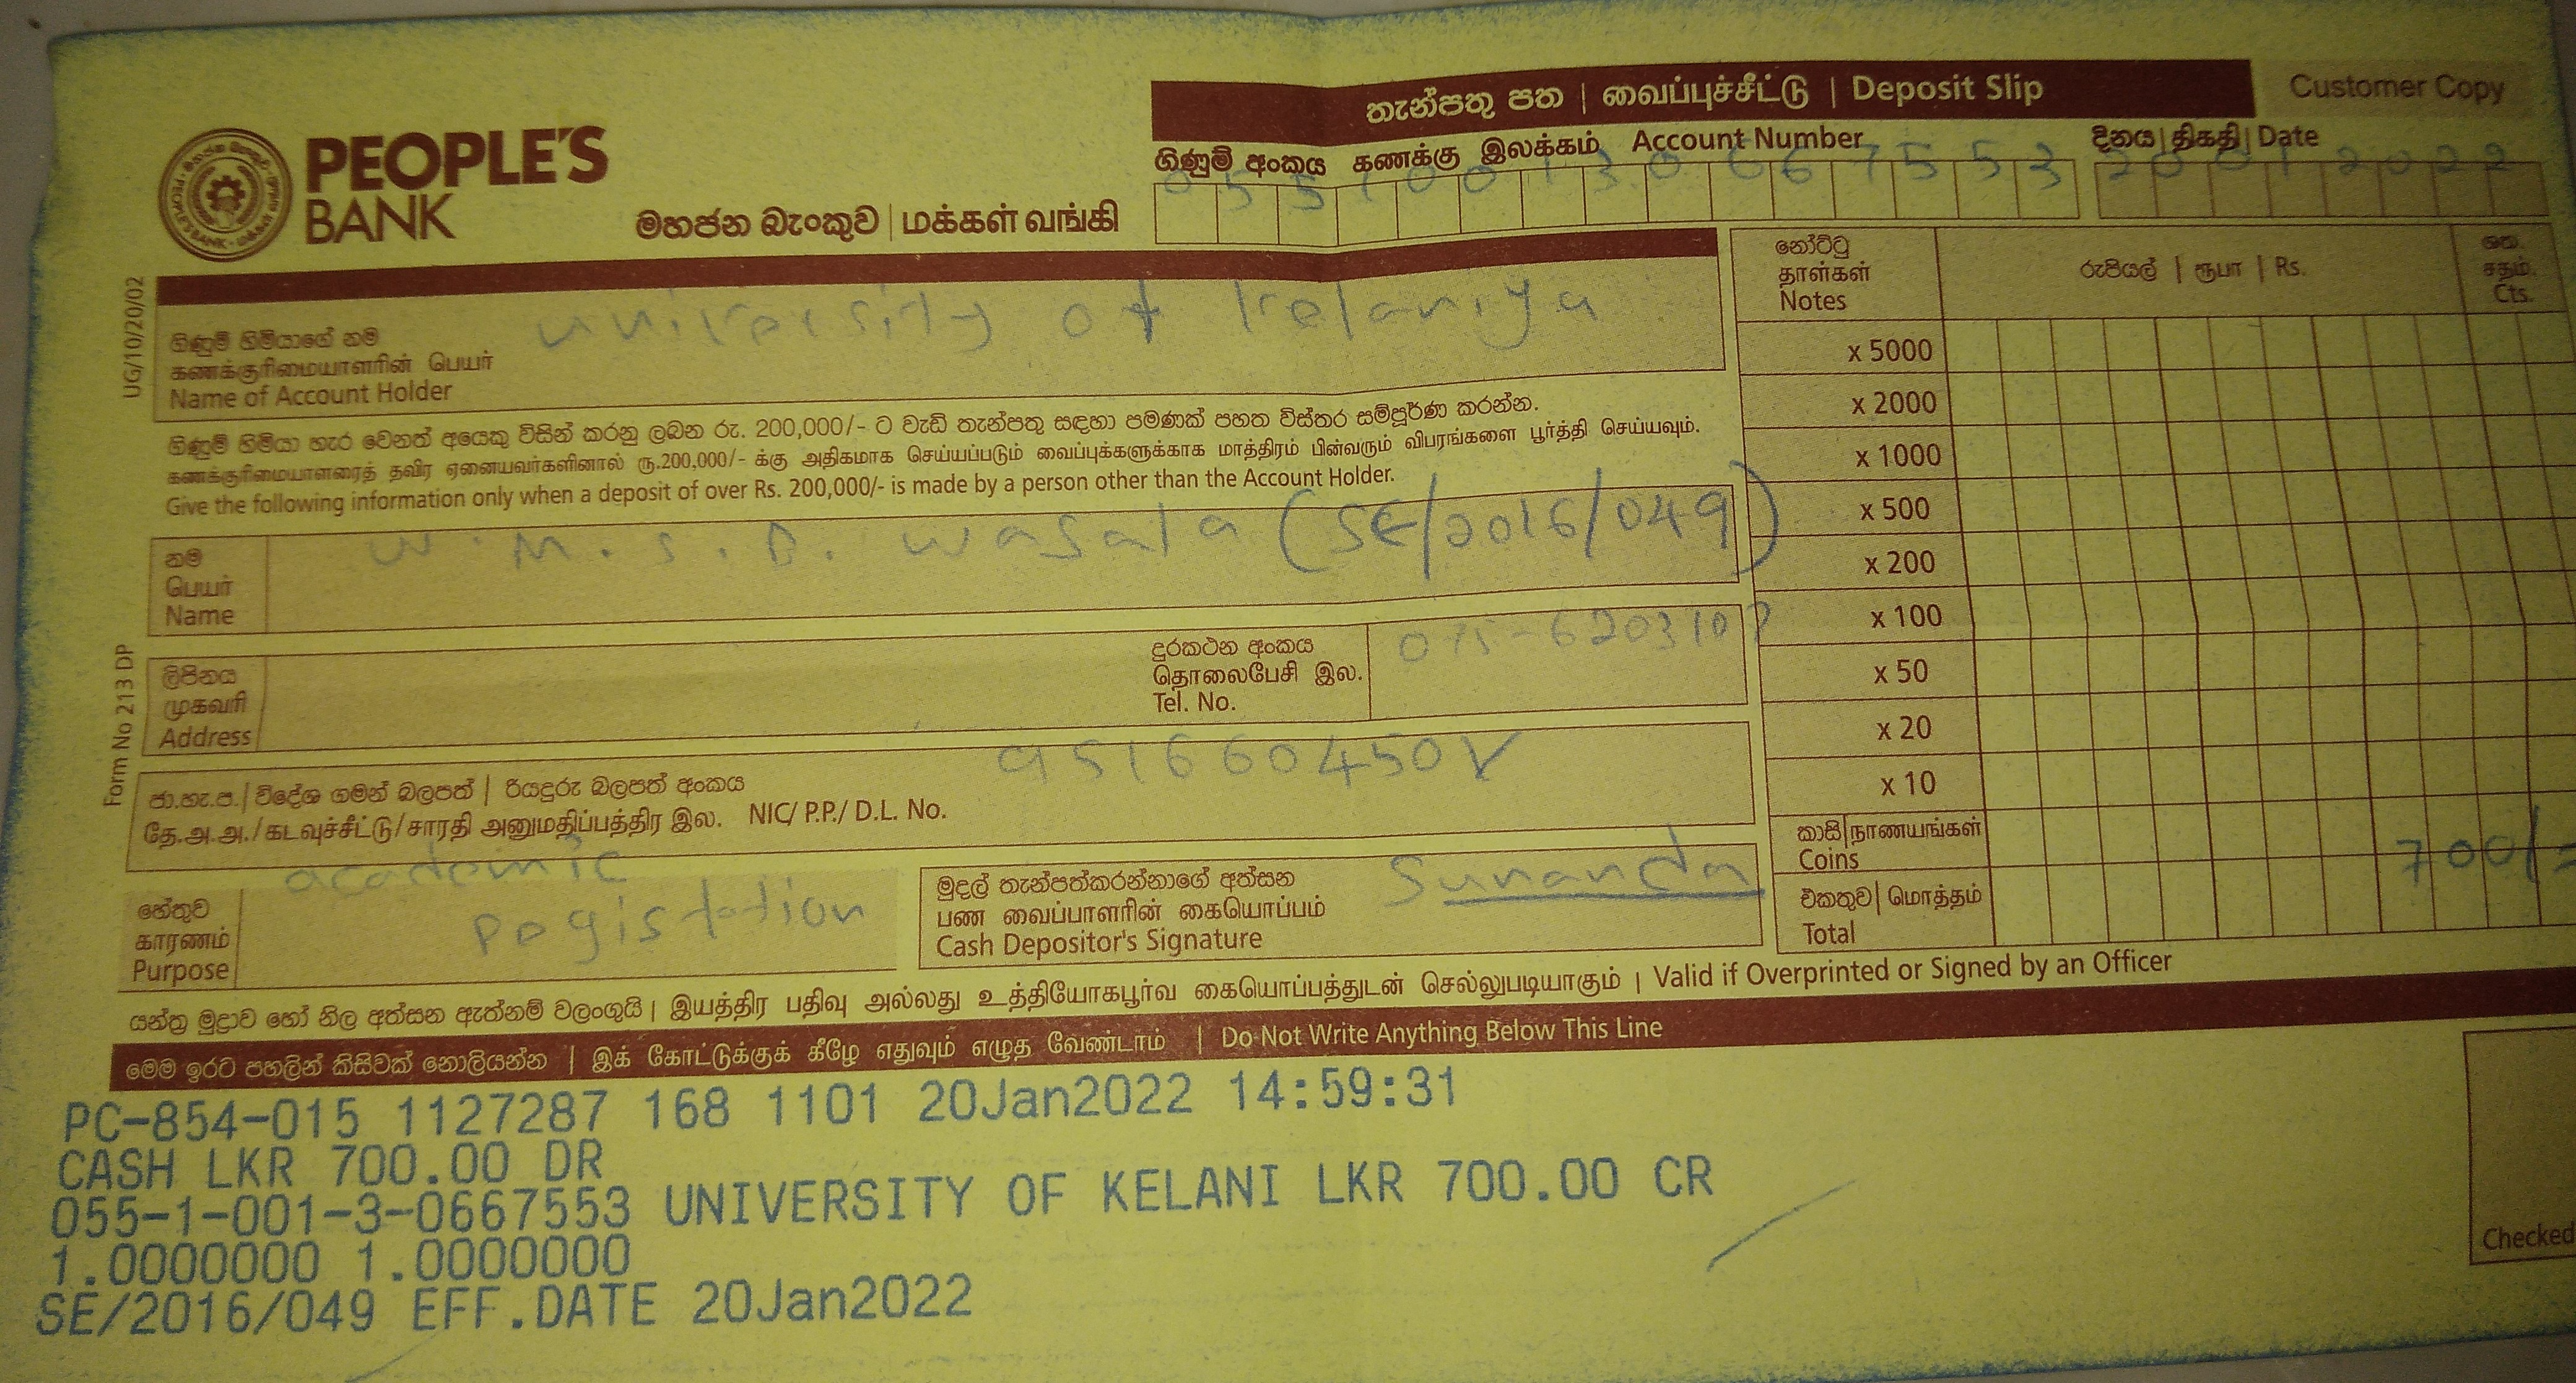 තැන්පතු පත | வைப்புச்சீட்டு | Deposit Slip
Customer Copy
PEOPLE'S
BANK
මහජන බැංකුව | மக்கள் வங்கி
ගිණුම් අංකය கணக்கு இலக்கம் Account Number
055100130667553
දිනය | திகதி | Date
20012022
UG/10/20/02
ගිණුම් හිමියාගේ නම
கணக்குரிமையாளரின் பெயர்
Name of Account Holder
university of kelaniya
ගිණුම් හිමියා හැර වෙනත් අයෙකු විසින් කරනු ලබන රු. 200,000/- ට වැඩි තැන්පතු සඳහා පමණක් පහත විස්තර සම්පූර්ණ කරන්න.
கணக்குரிமையாளரைத் தவிர ஏனையவர்களினால் ரூ.200,000/- க்கு அதிகமாக செய்யப்படும் வைப்புக்களுக்காக மாத்திரம் பின்வரும் விபரங்களை பூர்த்தி செய்யவும்.
Give the following information only when a deposit of over Rs. 200,000/- is made by a person other than the Account Holder.
නම
பெயர்
Name
W.M.S.B. Wasala (SE/2016/049)
ලිපිනය
முகவரி
Address
දුරකථන අංකය
தொலைபேசி இல.
Tel. No.
Form No 213 DP
ජා.හැ.ප. | විදේශ ගමන් බලපත් | රියදුරු බලපත් අංකය
தே.அ.அ./கடவுச்சீட்டு/சாரதி அனுமதிப்பத்திர இல. NIC/ P.P./ D.L. No.
951660450V
හේතුව
காரணம்
Purpose
academic
මුදල් තැන්පත්කරන්නාගේ අත්සන
பண வைப்பாளரின் கையொப்பம்
Cash Depositor's Signature
Sunanda
නෝට්ටු
தாள்கள்
Notes
රුපියල් | ரூபா | Rs.
ශත.
சதம்.
Cts.
x 5000
x 2000
x 1000
x 500
x 200
x 100
x 50
x 20
x 10
කාසි | நாணயங்கள்
Coins
එකතුව | மொத்தம்
Total
700/=
යන්ත්‍ර මුද්‍රාව හෝ නිල අත්සන ඇත්නම් වලංගුයි | இயத்திர பதிவு அல்லது உத்தியோகபூர்வ கையொப்பத்துடன் செல்லுபடியாகும் | Valid if Overprinted or Signed by an Officer
මෙම ඉරට පහලින් කිසිවක් නොලියන්න | இக் கோட்டுக்குக் கீழே எதுவும் எழுத வேண்டாம் | Do Not Write Anything Below This Line
PC-854-015 1127287 168 1101 20Jan2022 14:59:31
CASH LKR 700.00 DR
055-1-001-3-0667553 UNIVERSITY OF KELANI LKR 700.00 CR
1.0000000 1.0000000
SE/2016/049 EFF.DATE 20Jan2022
Checked